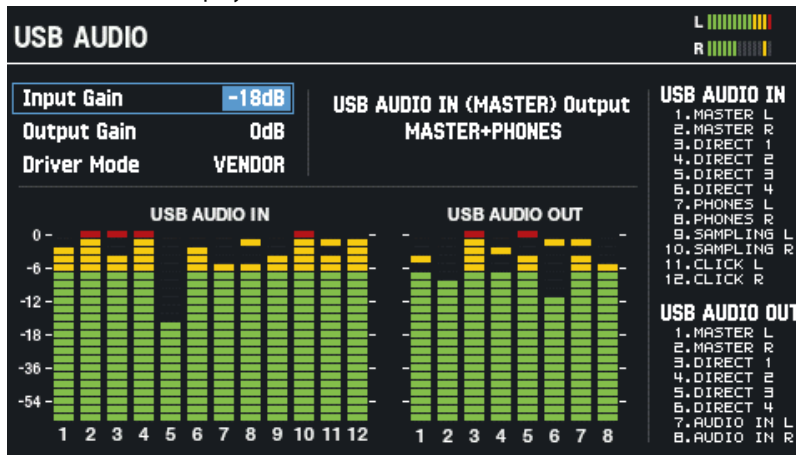 USB AUDIO
L
R
Input Gain -18dB
Output Gain 0dB
Driver Mode VENDOR
USB AUDIO IN (MASTER) Output
MASTER+PHONES
USB AUDIO IN
0
-6
-12
-18
-36
-54
1 2 3 4 5 6 7 8 9 10 11 12
USB AUDIO OUT
1 2 3 4 5 6 7 8
USB AUDIO IN
1.MASTER L
2.MASTER R
3.DIRECT 1
4.DIRECT 2
5.DIRECT 3
6.DIRECT 4
7.PHONES L
8.PHONES R
9.SAMPLING L
10.SAMPLING R
11.CLICK L
12.CLICK R
USB AUDIO OUT
1.MASTER L
2.MASTER R
3.DIRECT 1
4.DIRECT 2
5.DIRECT 3
6.DIRECT 4
7.AUDIO IN L
8.AUDIO IN R